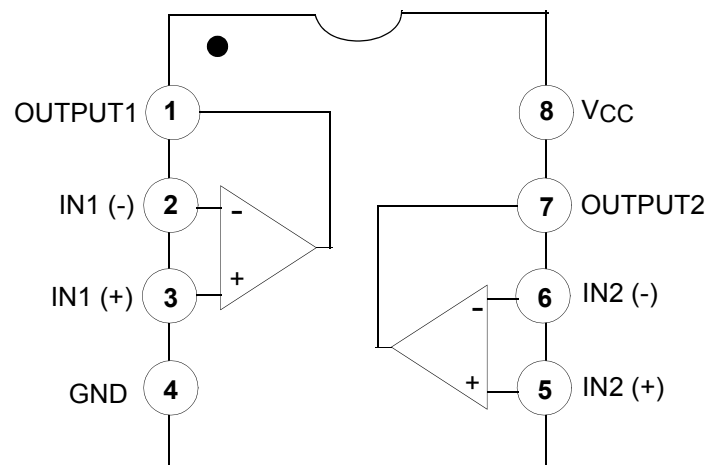 OUTPUT1 1
8 VCC
IN1 (-) 2
-
+
IN1 (+) 3
GND 4
7 OUTPUT2
6 IN2 (-)
-
+
5 IN2 (+)